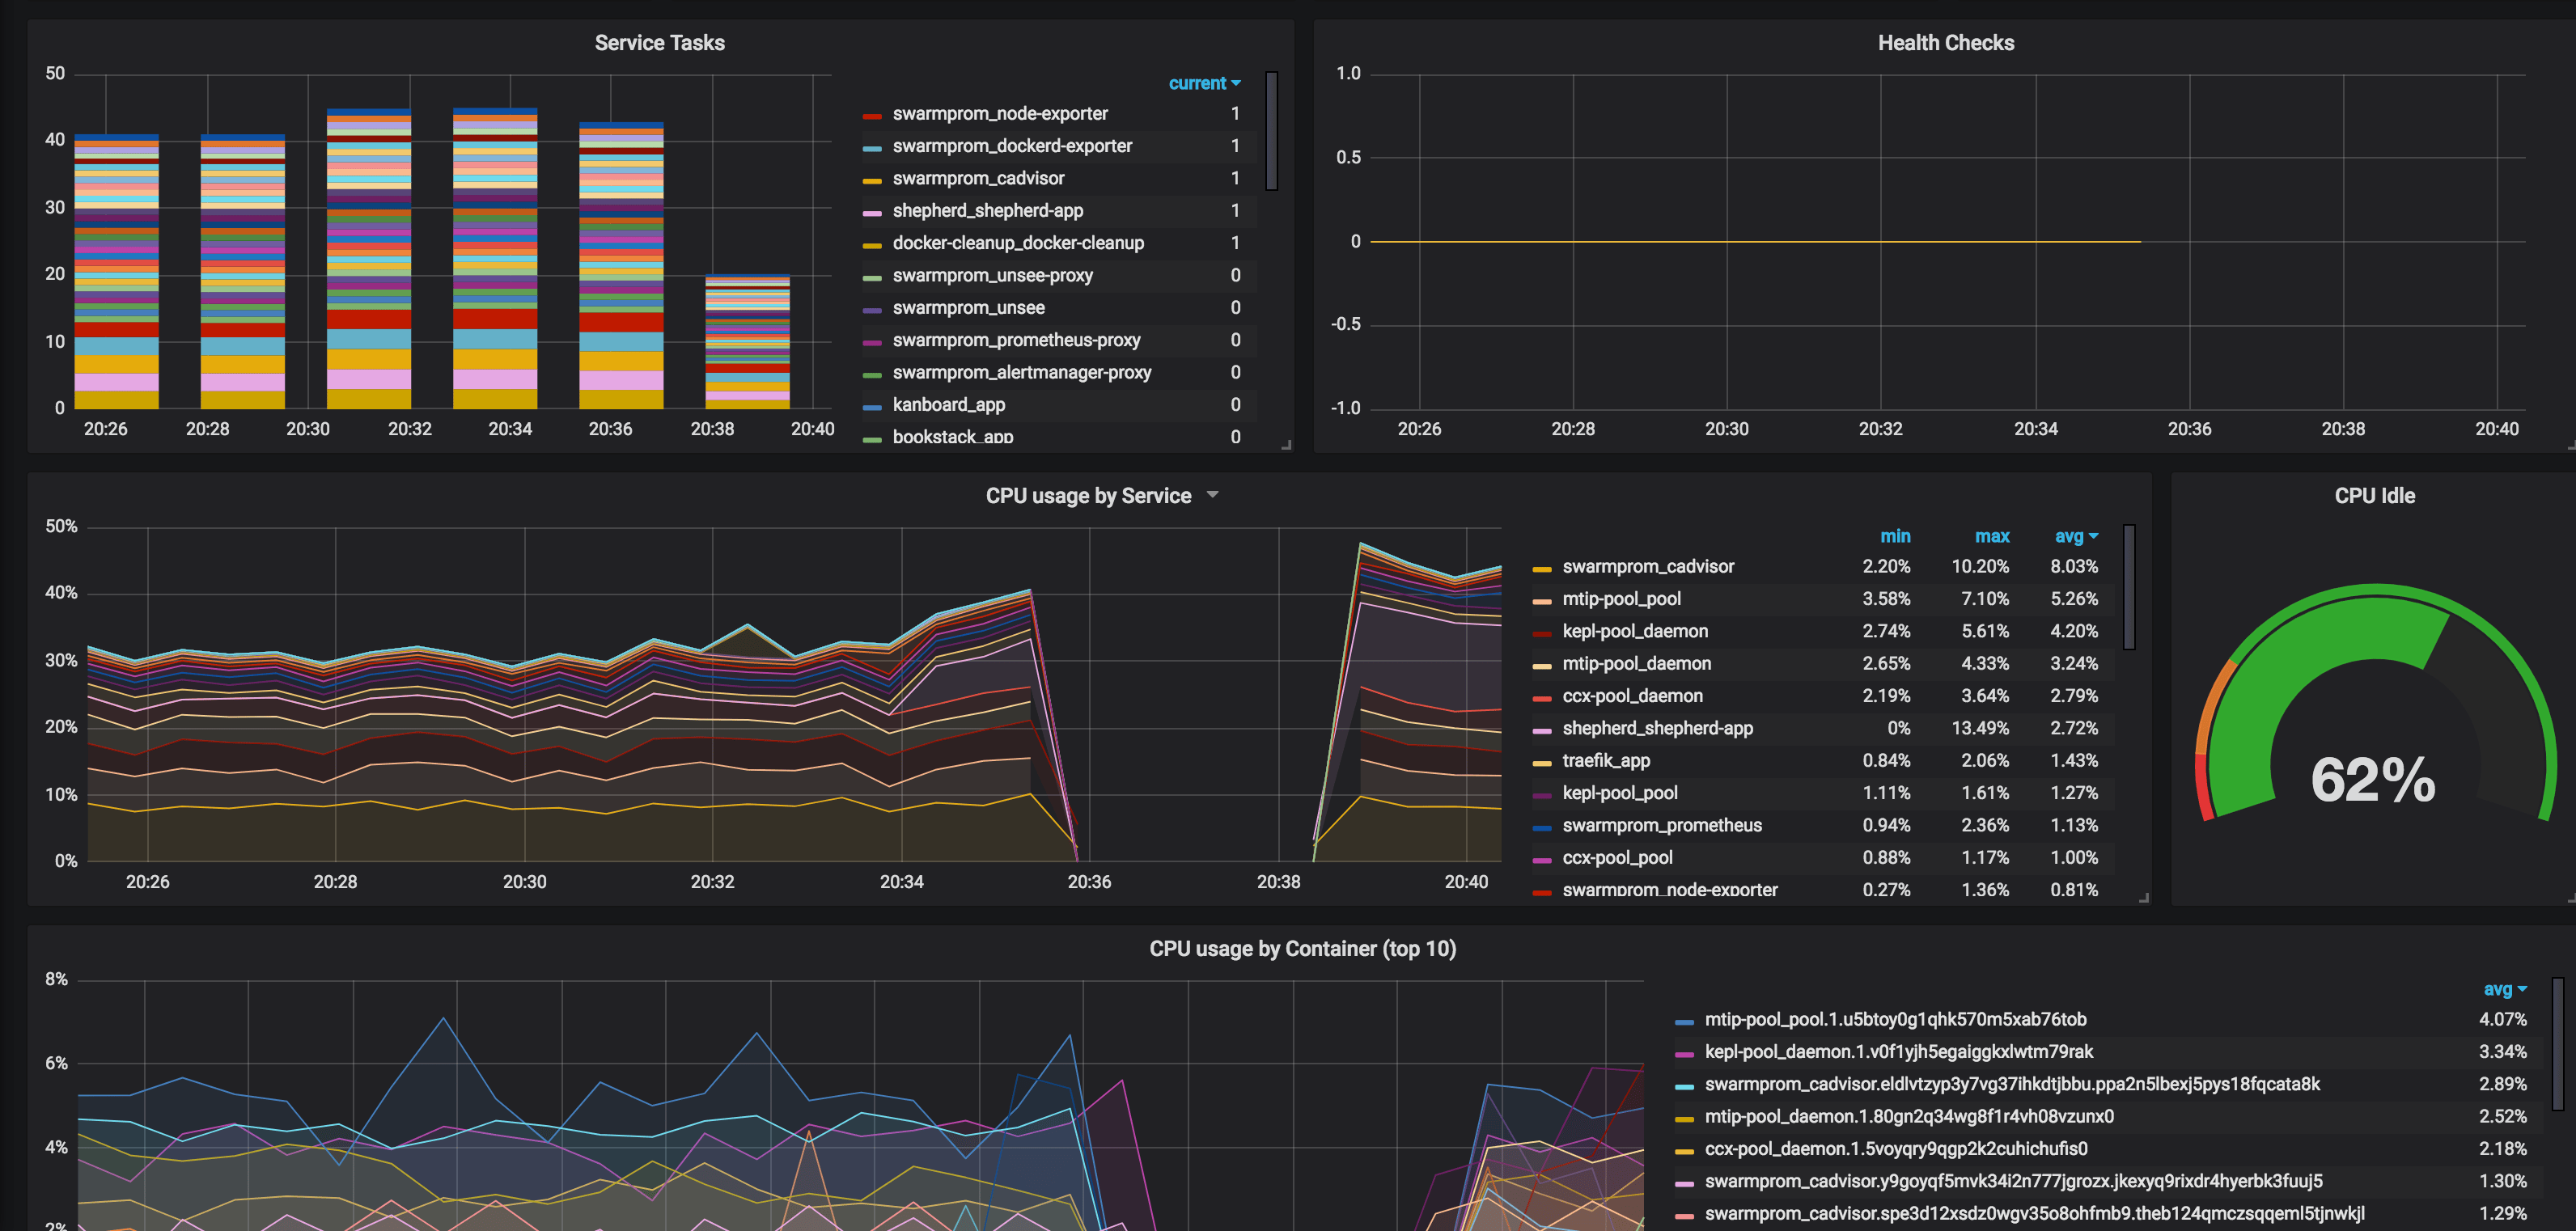 Service Tasks
50
40
30
20
10
0
20:26 20:28 20:30 20:32 20:34 20:36 20:38 20:40
current
swarmprom_node-exporter 1
swarmprom_dockerd-exporter 1
swarmprom_cadvisor 1
shepherd_shepherd-app 1
docker-cleanup_docker-cleanup 1
swarmprom_unsee-proxy 0
swarmprom_unsee 0
swarmprom_prometheus-proxy 0
swarmprom_alertmanager-proxy 0
kanboard_app 0
bookstack_app 0
Health Checks
1.0
0.5
0
-0.5
-1.0
20:26 20:28 20:30 20:32 20:34 20:36 20:38 20:40
CPU usage by Service
50%
40%
30%
20%
10%
0%
20:26 20:28 20:30 20:32 20:34 20:36 20:38 20:40
min max avg
swarmprom_cadvisor 2.20% 10.20% 8.03%
mtip-pool_pool 3.58% 7.10% 5.26%
kepl-pool_daemon 2.74% 5.61% 4.20%
mtip-pool_daemon 2.65% 4.33% 3.24%
ccx-pool_daemon 2.19% 3.64% 2.79%
shepherd_shepherd-app 0% 13.49% 2.72%
traefik_app 0.84% 2.06% 1.43%
kepl-pool_pool 1.11% 1.61% 1.27%
swarmprom_prometheus 0.94% 2.36% 1.13%
ccx-pool_pool 0.88% 1.17% 1.00%
swarmprom_node-exporter 0.27% 1.36% 0.81%
CPU Idle
62%
CPU usage by Container (top 10)
8%
6%
4%
2%
avg
mtip-pool_pool.1.u5btoy0g1qhk570m5xab76tob 4.07%
kepl-pool_daemon.1.v0f1yjh5egaiggkxlwtm79rak 3.34%
swarmprom_cadvisor.eldlvtzyp3y7vg37ihkdtjbbu.ppa2n5lbexj5pys18fqcata8k 2.89%
mtip-pool_daemon.1.80gn2q34wg8f1r4vh08vzunx0 2.52%
ccx-pool_daemon.1.5voyqry9qgp2k2cuhichufis0 2.18%
swarmprom_cadvisor.y9goyqf5mvk34i2n777jgrozx.jkexyq9rixdr4hyerbk3fuuj5 1.30%
swarmprom_cadvisor.spe3d12xsdz0wgv35o8ohfmb9.theb124qmczsqqeml5tjnwkjl 1.29%